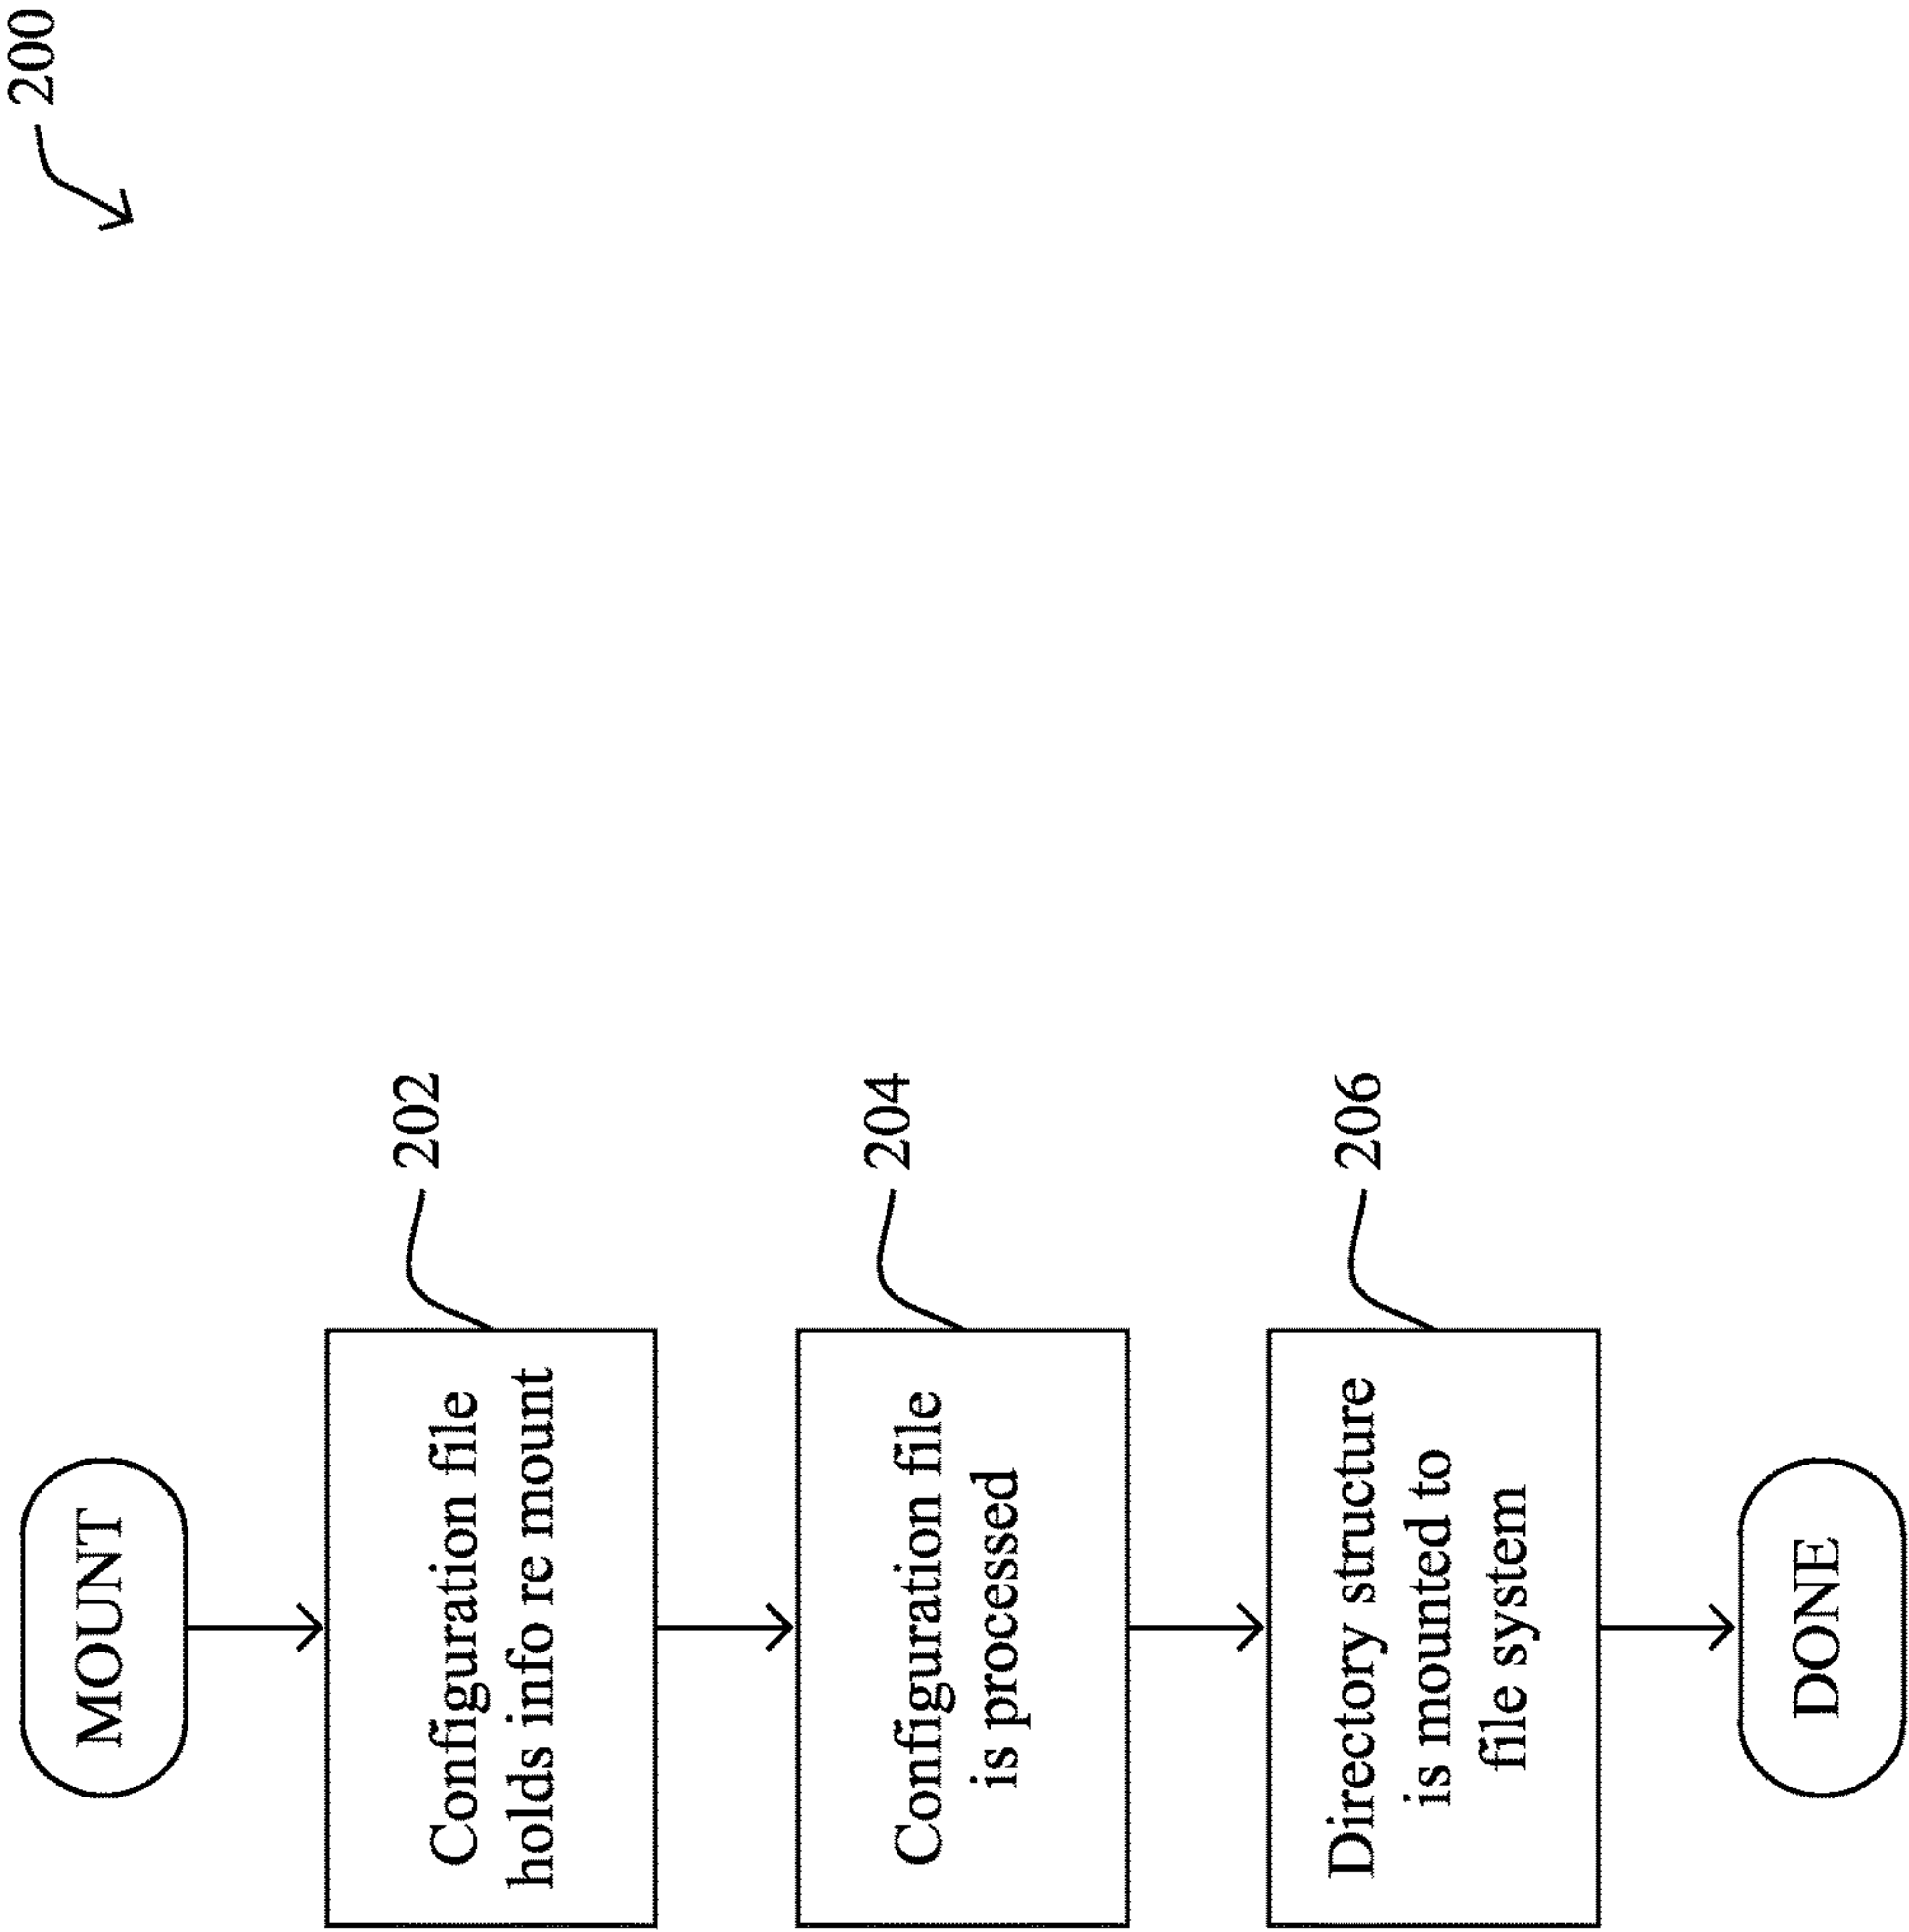 200
MOUNT
Configuration file
holds info re mount
202
Configuration file
is processed
204
Directory structure
is mounted to
file system
206
DONE